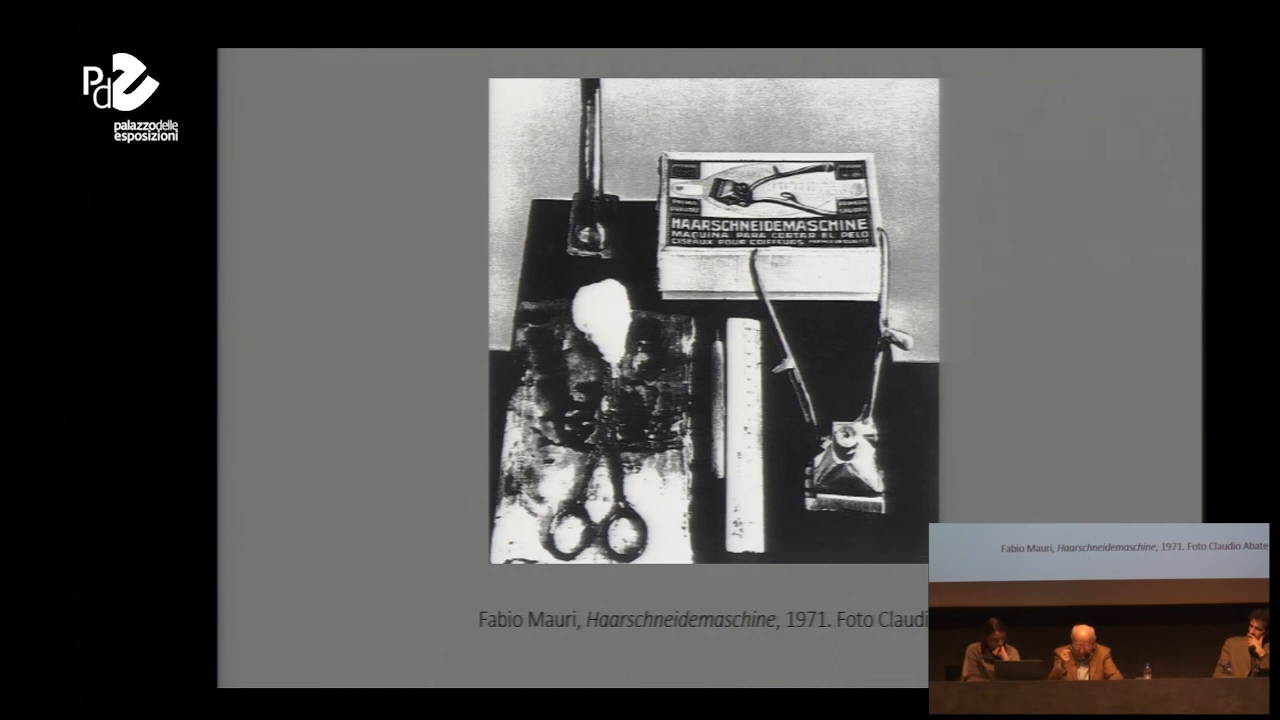 Pd
palazzodelle
esposizioni
HAARSCHNEIDEMASCHINE
MAQUINA PARA CORTAR EL PELO
CISEAUX POUR COIFFEURS
Fabio Mauri, Haarschneidemaschine, 1971. Foto Claudi
Fabio Mauri, Haarschneidemaschine, 1971. Foto Claudio Abate